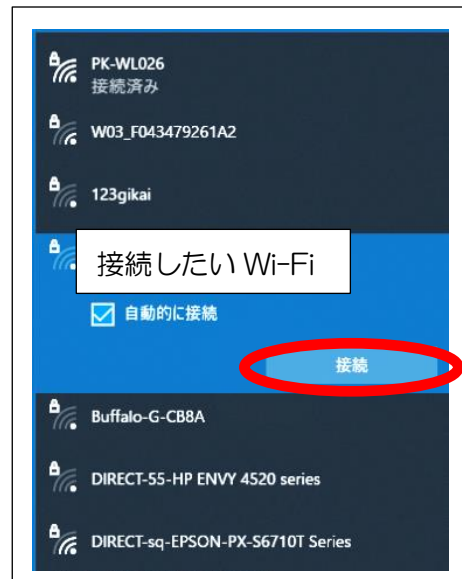 PK-WL026
接続済み
W03_F043479261A2
123gikai
接続したい Wi-Fi
自動的に接続
接続
Buffalo-G-CB8A
DIRECT-55-HP ENVY 4520 series
DIRECT-sq-EPSON-PX-S6710T Series